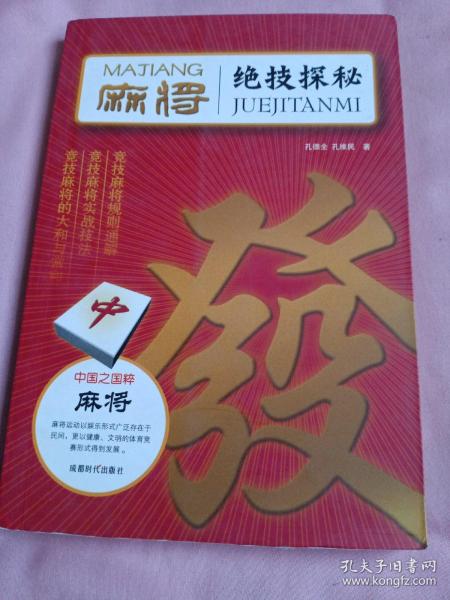 MAJIANG
麻将
绝技探秘
JUEJITANMI
孔德全 孔维民 著
竞技麻将规则通解
竞技麻将实战技法
竞技麻将的大和
發
中
中国之国粹
麻将
麻将运动以娱乐形式广泛存在于
民间，更以健康、文明的体育竞
赛形式得到发展。
成都时代出版社
孔夫子旧书网
www.kongfz.com